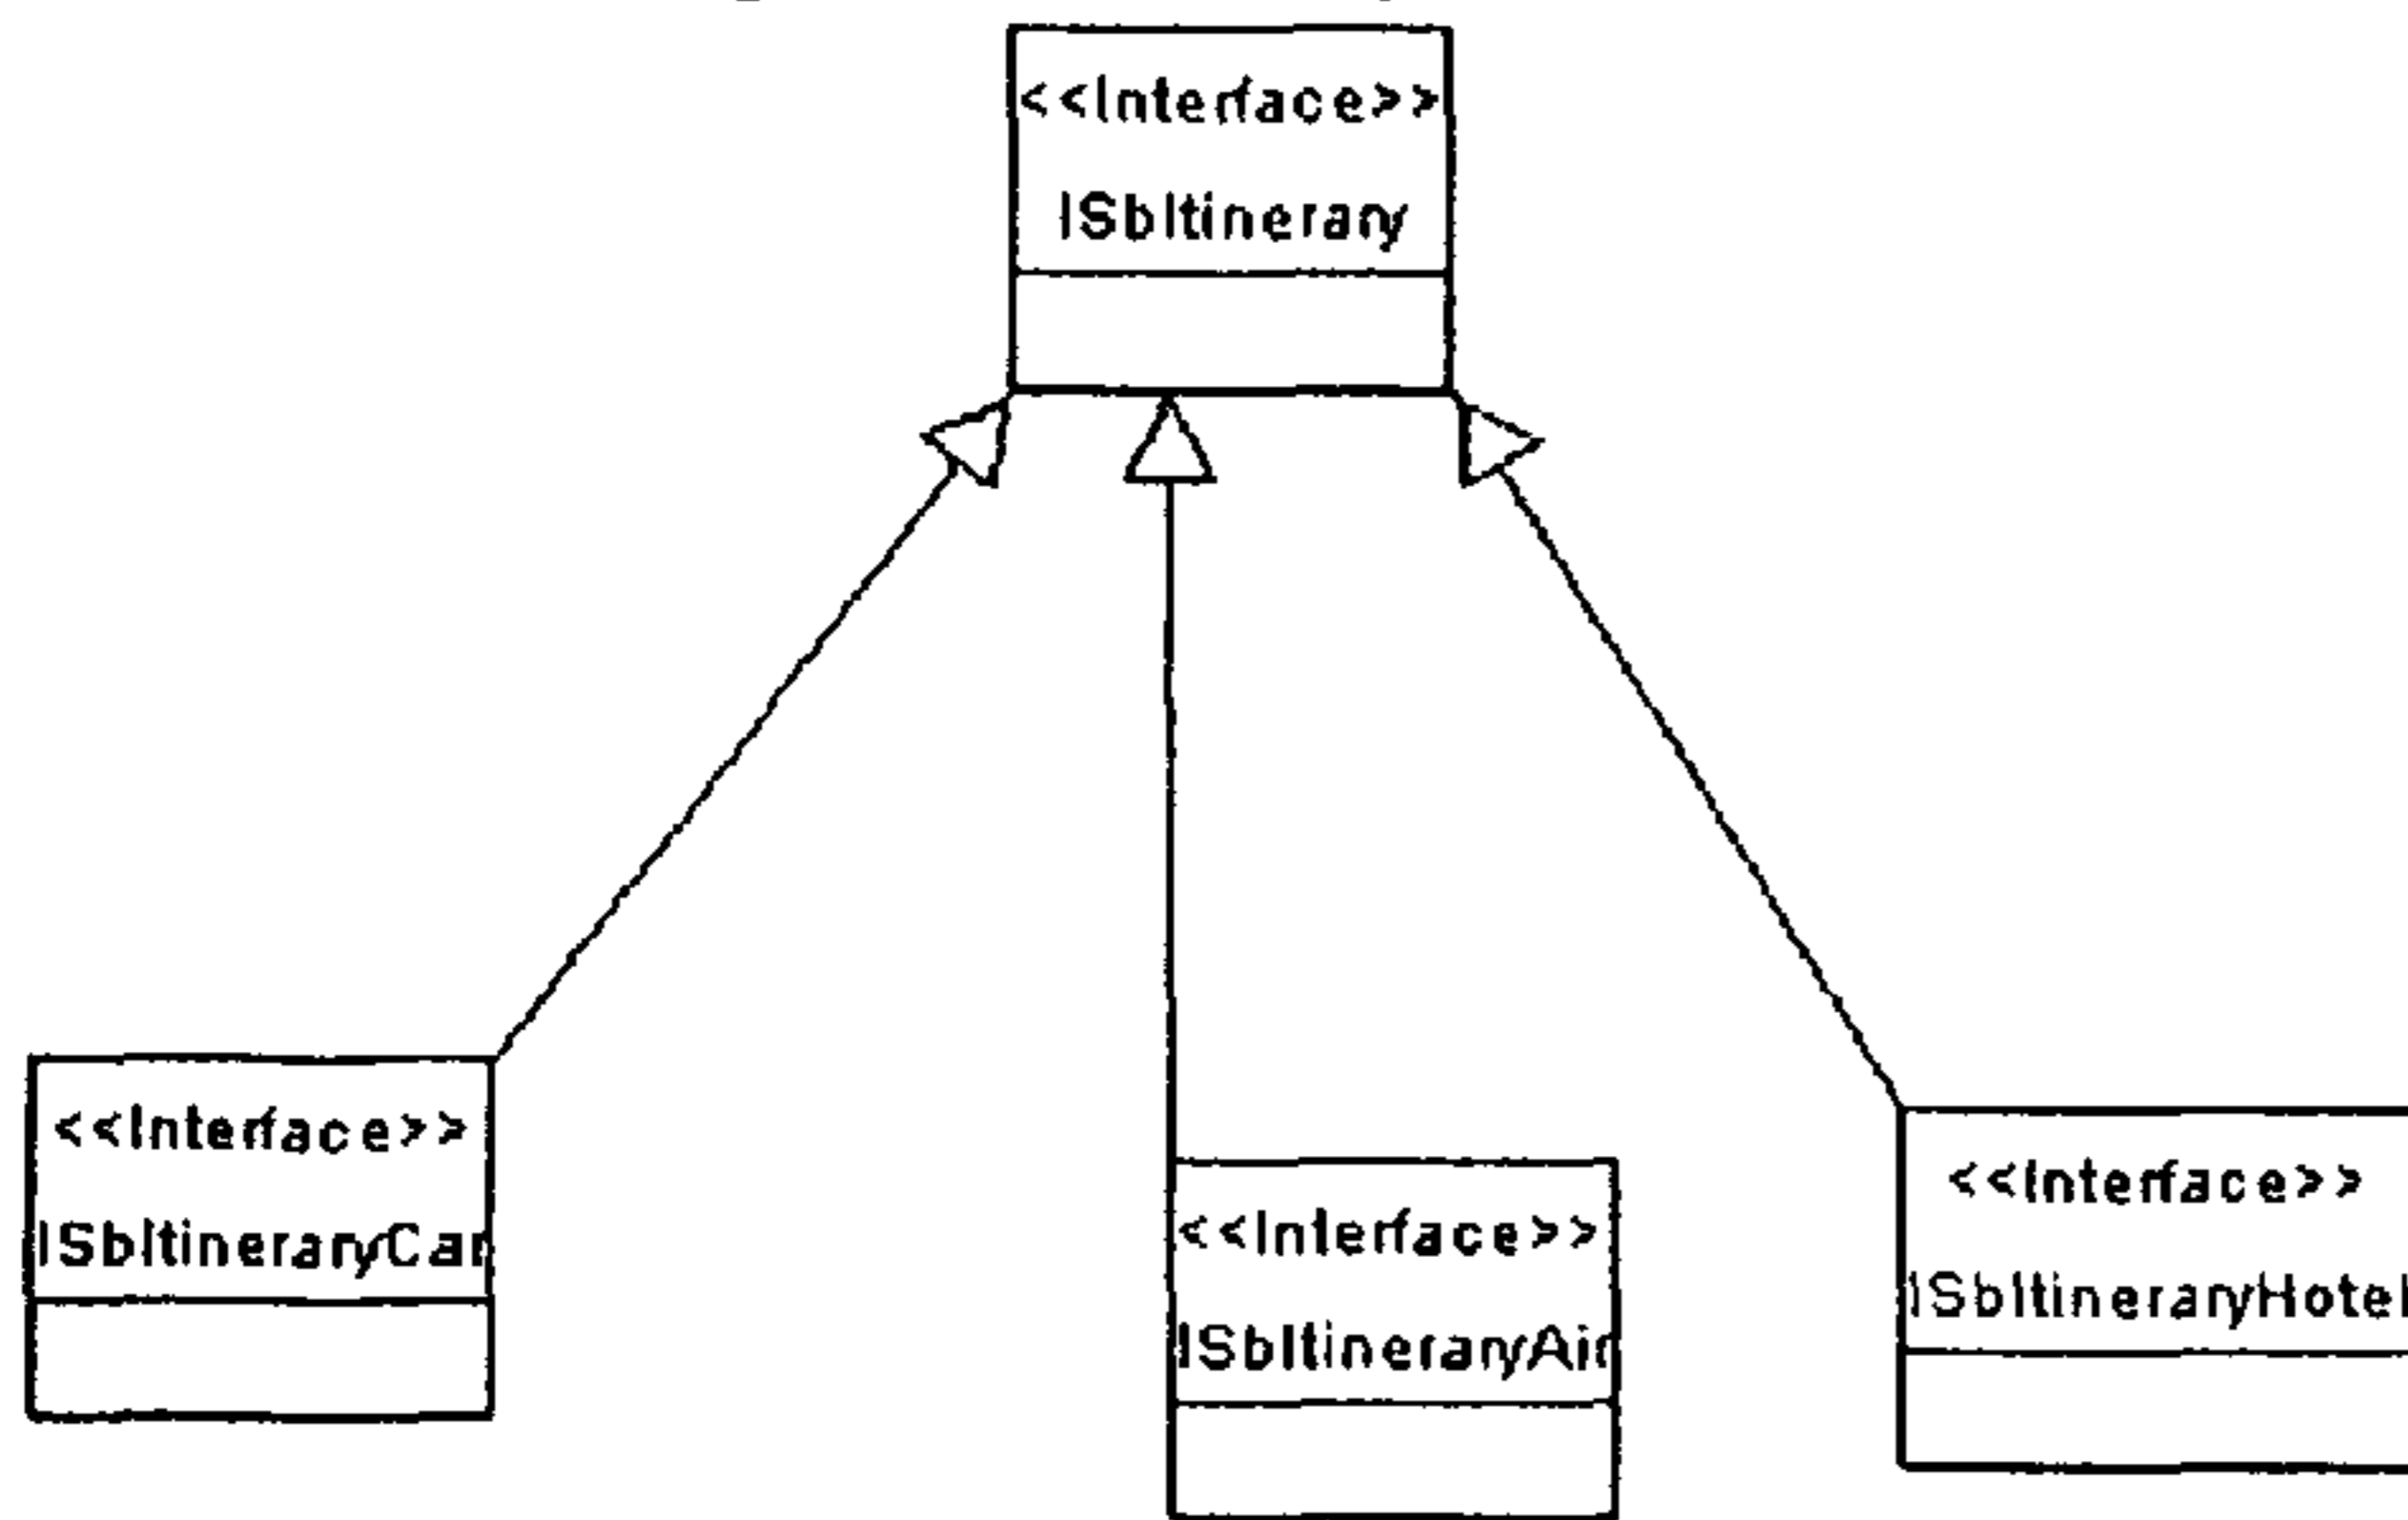 <<Interface>>
ISbItinerary
<<Interface>>
ISbItineraryCar
<<Interface>>
ISbItineraryAir
<<Interface>>
ISbItineraryHotel